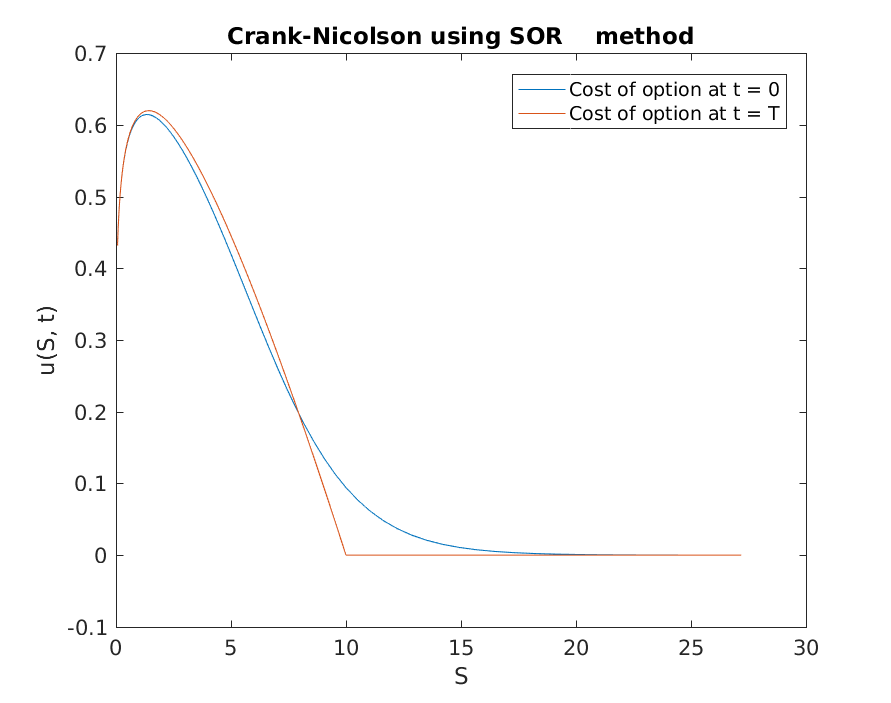 Crank-Nicolson using SOR method
0.7
0.6
0.5
0.4
0.3
0.2
0.1
0
-0.1
u(S, t)
Cost of option at t = 0
Cost of option at t = T
0 5 10 15 20 25 30
S